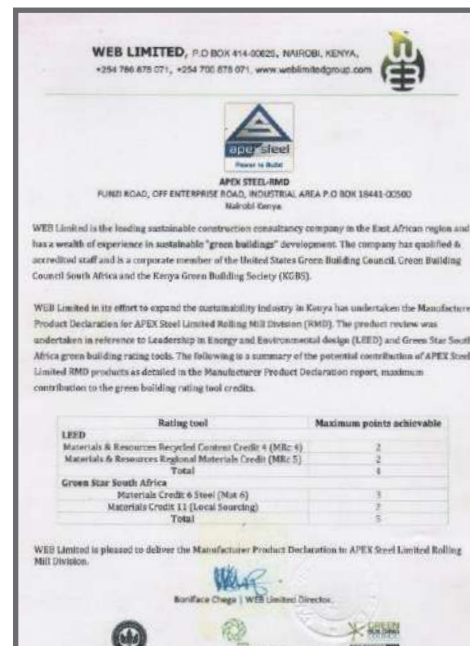 WEB LIMITED, P.O BOX 414-00625, NAIROBI, KENYA,
+254 786 878 071, +254 700 878 071, www.weblimitedgroup.com
WEB
apex steel
Power to Build
APEX STEEL-RMD
FUNZI ROAD, OFF ENTERPRISE ROAD, INDUSTRIAL AREA P.O BOX 18441-00500
Nairobi Kenya
WEB Limited is the leading sustainable construction consultancy company in the East African region and
has a wealth of experience in sustainable "green buildings" development. The company has qualified &
accredited staff and is a corporate member of the United States Green Building Council, Green Building
Council South Africa and the Kenya Green Building Society (KGBS).
WEB Limited in its effort to expand the sustainability industry in Kenya has undertaken the Manufacture
Product Declaration for APEX Steel Limited Rolling Mill Division (RMD). The product review was
undertaken in reference to Leadership in Energy and Environmental design (LEED) and Green Star South
Africa green building rating tools. The following is a summary of the potential contribution of APEX Steel
Limited RMD products as detailed in the Manufacturer Product Declaration report, maximum
contribution to the green building rating tool credits.
Rating tool Maximum points achievable
LEED
Materials & Resources Recycled Content Credit 4 (MRc 4) 2
Materials & Resources Regional Materials Credit (MRc 5) 2
Total 4
Green Star South Africa
Materials Credit 6 Steel (Mat 6) 3
Materials Credit 11 (Local Sourcing) 2
Total 5
WEB Limited is pleased to deliver the Manufacturer Product Declaration to APEX Steel Limited Rolling
Mill Division.
Boniface Chege | WEB Limited Director.
GREEN
BUILDING
COUNCIL